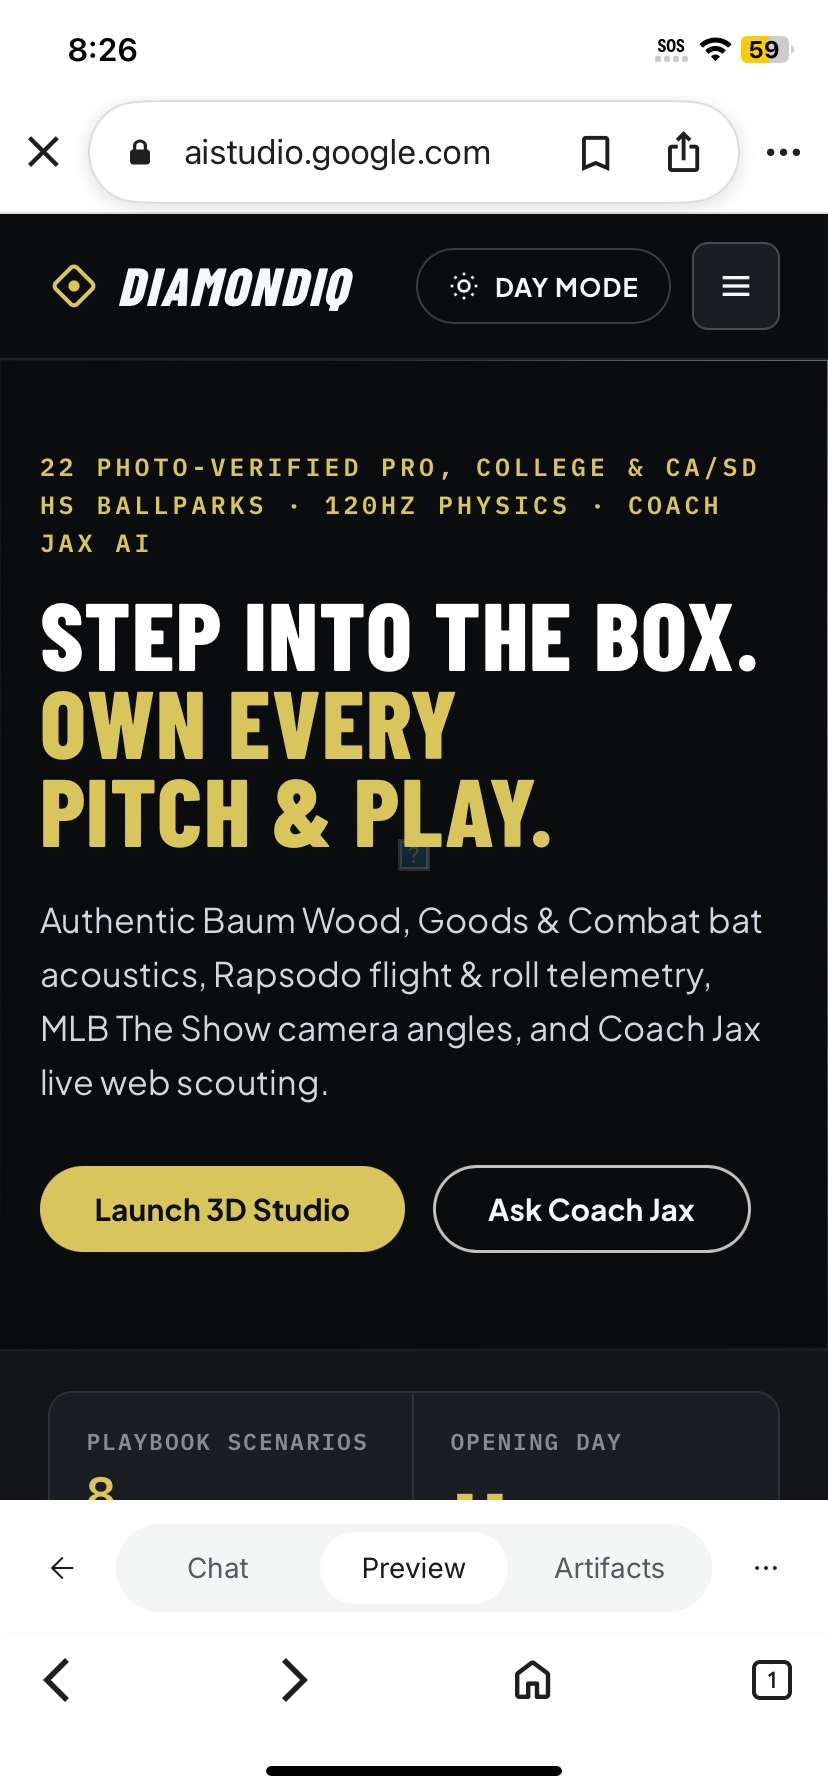 8:26
SOS
59
aistudio.google.com
DIAMONDIQ
DAY MODE
22 PHOTO-VERIFIED PRO, COLLEGE & CA/SD
HS BALLPARKS · 120HZ PHYSICS · COACH
JAX AI
STEP INTO THE BOX.
OWN EVERY
PITCH & PLAY.
?
Authentic Baum Wood, Goods & Combat bat
acoustics, Rapsodo flight & roll telemetry,
MLB The Show camera angles, and Coach Jax
live web scouting.
Launch 3D Studio
Ask Coach Jax
PLAYBOOK SCENARIOS
OPENING DAY
8
Chat
Preview
Artifacts
1